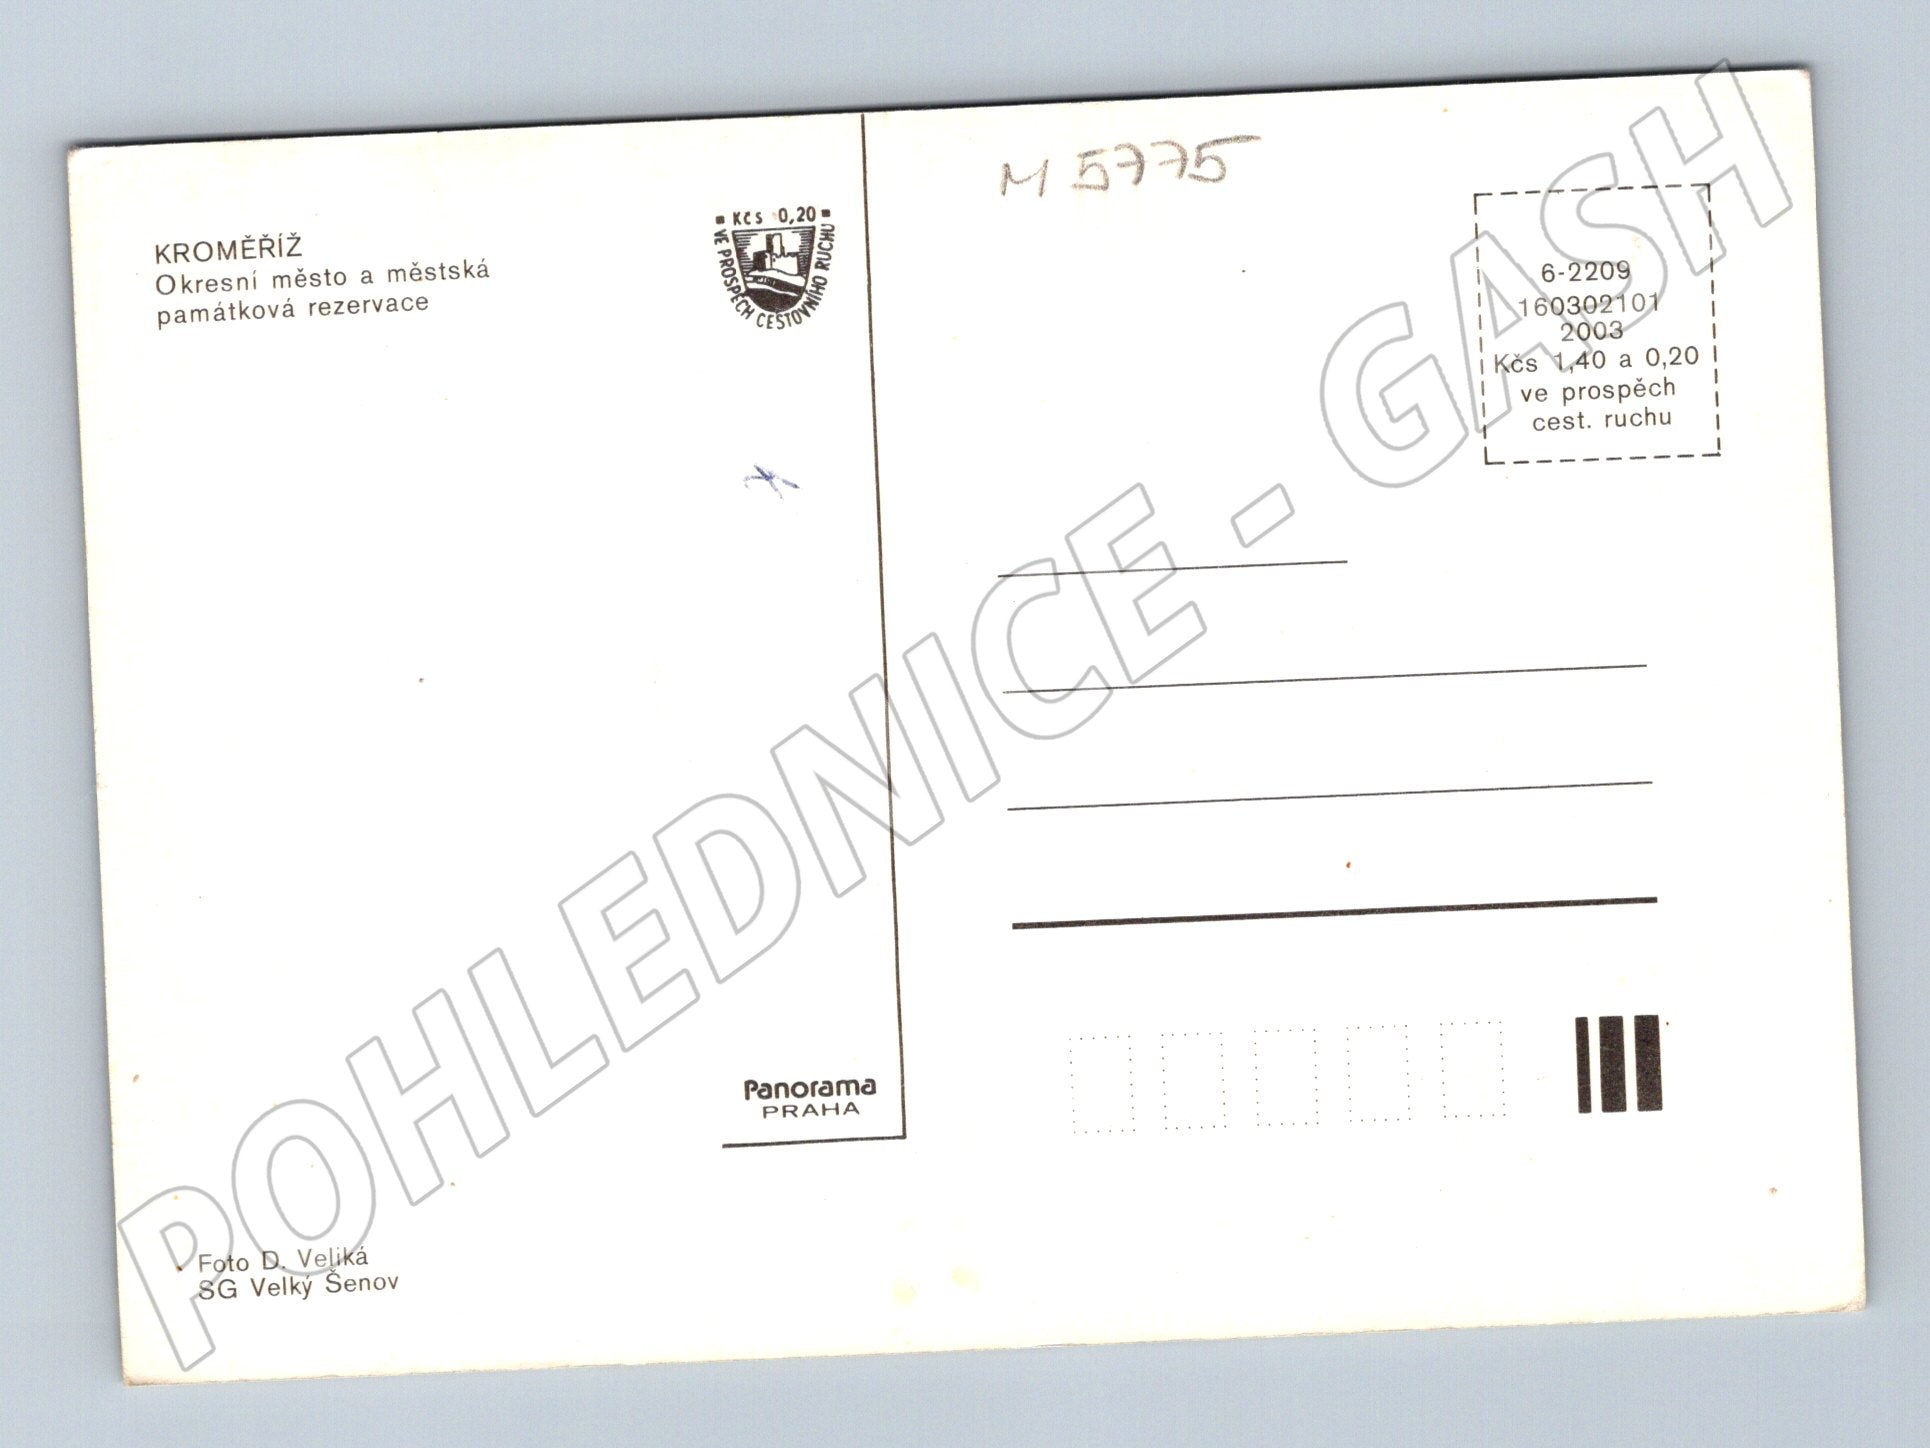 KROMĚŘÍŽ
Okresní město a městská
památková rezervace
Kčs 0,20
VE PROSPĚCH CESTOVNÍHO RUCHU
M 5775
6-2209
160302101
2003
Kčs 1,40 a 0,20
ve prospěch
cest. ruchu
POHLEDNICE - GASH
Panorama
PRAHA
Foto D. Veliká
SG Velký Šenov